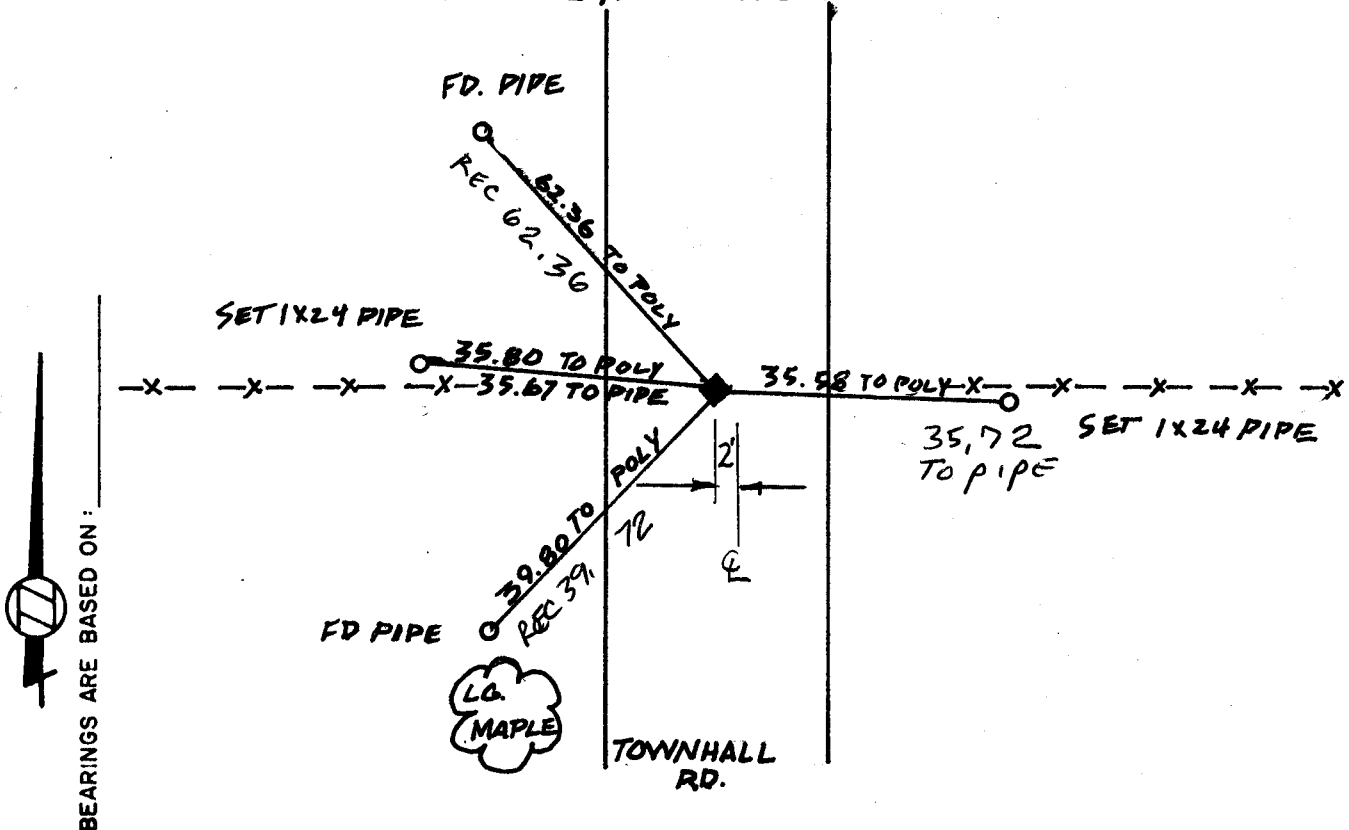 FD. PIPE
62.36 TO POLY
REC 62.36
SET 1X24 PIPE
35.80 TO POLY
35.67 TO PIPE
35.58 TO POLY
35.72
TO PIPE
SET 1X24 PIPE
2'
℄
39.80 TO POLY
REC 39.72
FD PIPE
LG.
MAPLE
TOWNHALL
RD.
BEARINGS ARE BASED ON: